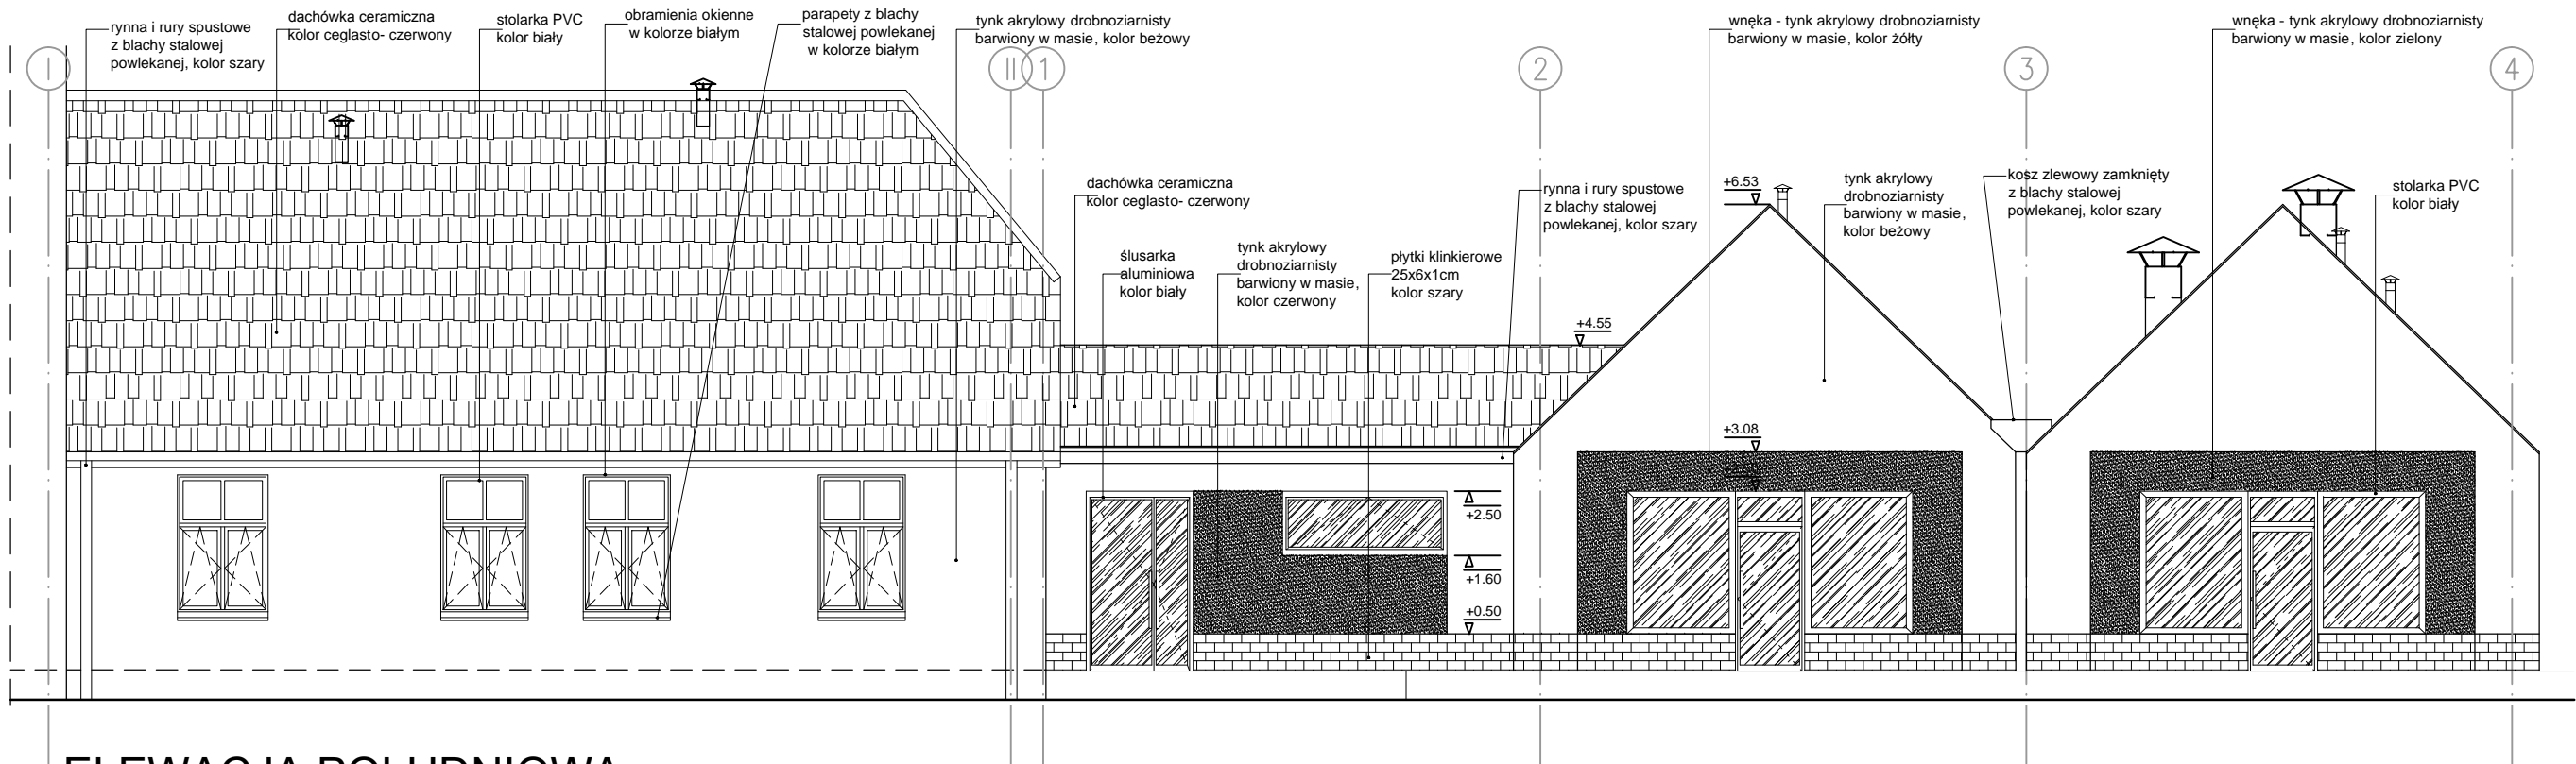 rynna i rury spustowe
z blachy stalowej
powlekanej, kolor szary
dachówka ceramiczna
kolor ceglasto- czerwony
stolarka PVC
kolor biały
obramienia okienne
w kolorze białym
parapety z blachy
stalowej powlekanej
w kolorze białym
tynk akrylowy drobnoziarnisty
barwiony w masie, kolor beżowy
wnęka - tynk akrylowy drobnoziarnisty
barwiony w masie, kolor żółty
wnęka - tynk akrylowy drobnoziarnisty
barwiony w masie, kolor zielony
I
II
1
2
3
4
dachówka ceramiczna
kolor ceglasto- czerwony
ślusarka
aluminiowa
kolor biały
tynk akrylowy
drobnoziarnisty
barwiony w masie,
kolor czerwony
płytki klinkierowe
25x6x1cm
kolor szary
rynna i rury spustowe
z blachy stalowej
powlekanej, kolor szary
+6.53
tynk akrylowy
drobnoziarnisty
barwiony w masie,
kolor beżowy
kosz zlewowy zamknięty
z blachy stalowej
powlekanej, kolor szary
stolarka PVC
kolor biały
+4.55
+3.08
+2.50
+1.60
+0.50
ELEWACJA POŁUDNIOWA